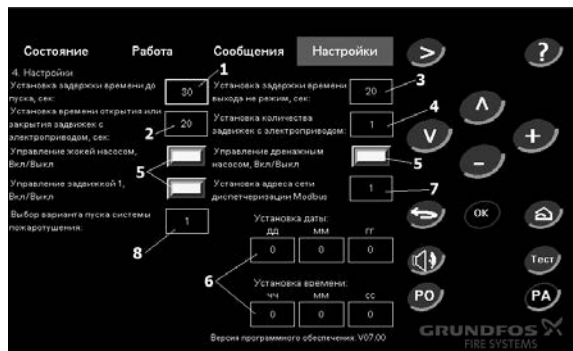 Состояние Работа Сообщения Настройки
4. Настройки
1
Установка задержки времени до
пуска, сек:
30
Установка задержки времени
выхода не режим, сек:
20
3
Установка времени открытия или
закрытия задвижек с
электроприводом, сек:
2
20
Установка количества
задвижек с электроприводом:
1
4
Управление жокей насосом,
Вкл/Выкл
5
Управление дренажным
насосом, Вкл/Выкл
5
Управление задвижкой 1,
Вкл/Выкл
Установка адреса сети
диспетчеризации Modbus
1
7
Выбор варианта пуска системы
пожаротушения:
1
8
Установка даты:
дд мм гг
0 0 0
6
Установка времени:
чч мм сс
0 0 0
Версия программного обеспечения: V07.00
> ?
Λ
V +
-
OK
Тест
PO PA
GRUNDFOS
FIRE SYSTEMS